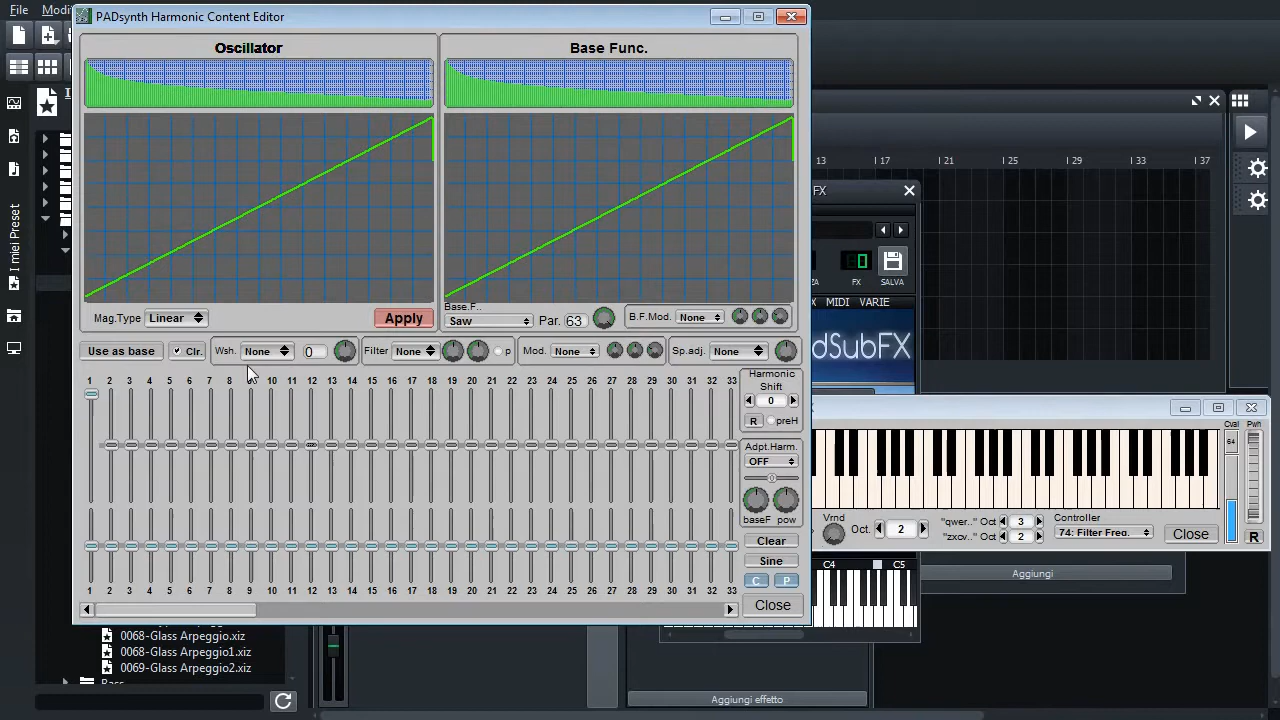 File Modi
PADsynth Harmonic Content Editor
Oscillator
Base Func.
Mag.Type Linear
Apply
Base.F..
Saw
Par. 63
B.F.Mod. None
Use as base
Clr.
Wsh. None 0
Filter None p
Mod. None
Sp.adj. None
1 2 3 4 5 6 7 8 9 10 11 12 13 14 15 16 17 18 19 20 21 22 23 24 25 26 27 28 29 30 31 32 33
Harmonic
Shift
0
R preH
Adpt.Harm.
OFF
baseF pow
Clear
Sine
C P
Close
1 2 3 4 5 6 7 8 9 10 11 12 13 14 15 16 17 18 19 20 21 22 23 24 25 26 27 28 29 30 31 32 33
I miei Preset
13 17 21 25 29 33 37
FX
0
FX SALVA
MIDI VARIE
dSubFX
Cval Pwh
64
Vrnd
Oct. 2
"qwer.." Oct 3
"zxcv.." Oct 2
Controller
74: Filter Freq.
Close
R
C4 C5
Aggiungi
0068-Glass Arpeggio.xiz
0068-Glass Arpeggio1.xiz
0069-Glass Arpeggio2.xiz
Bass
Aggiungi effetto